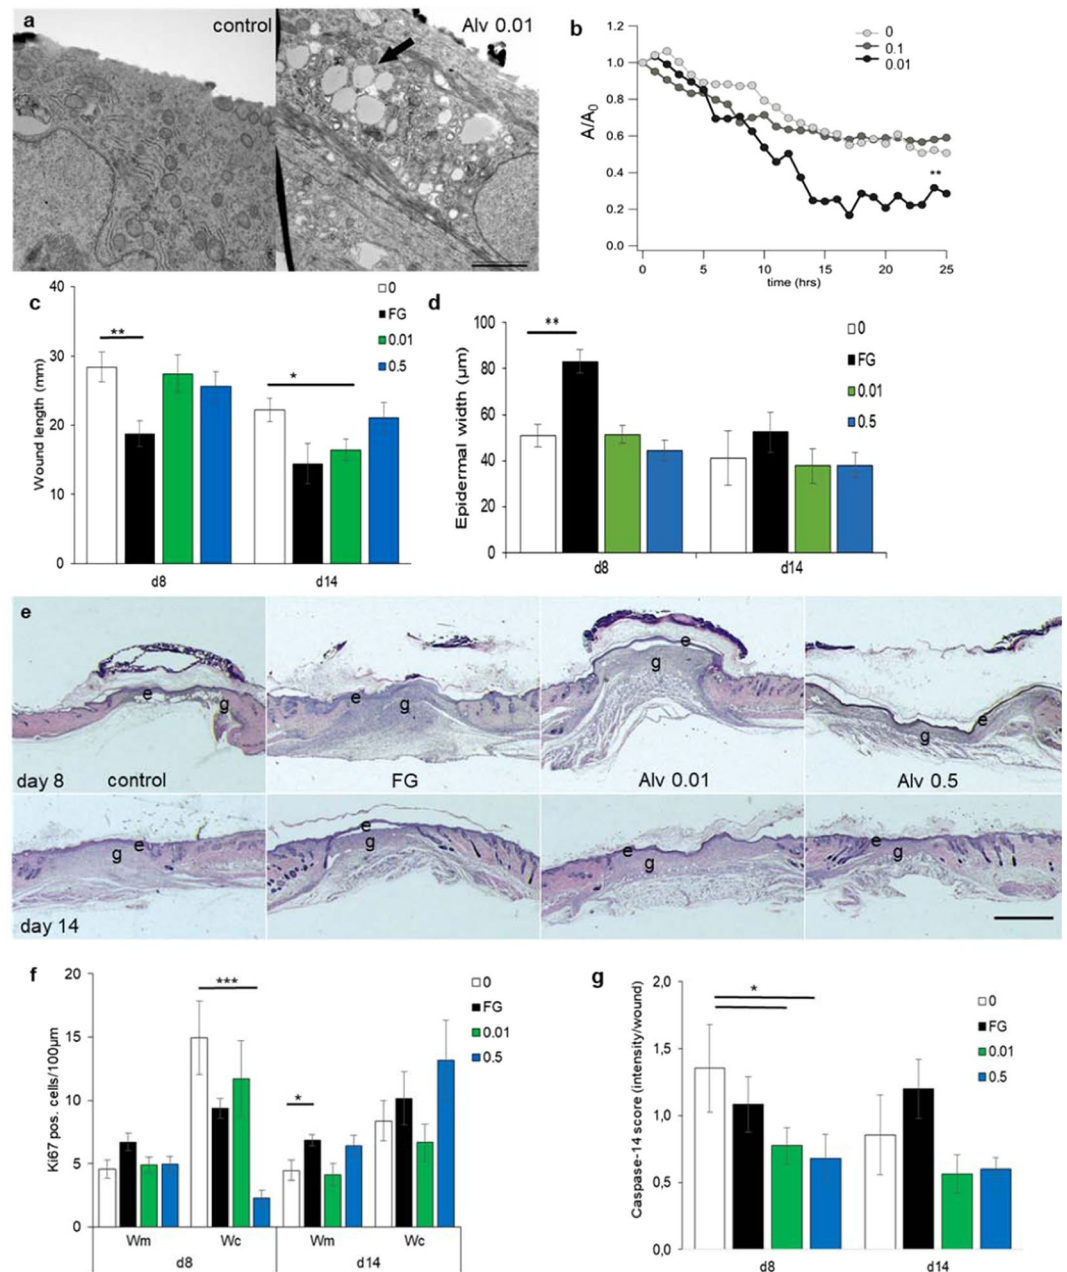 a
control
Alv 0.01
b
1.2
1.0
0.8
0.6
0.4
0.2
0.0
A/A0
0
0.1
0.01
**
0 5 10 15 20 25
time (hrs)
c
40
30
20
10
0
Wound length (mm)
0
FG
0.01
0.5
**
*
d8 d14
d
100
80
60
40
20
0
Epidermal width (µm)
0
FG
0.01
0.5
**
d8 d14
e
e g
e g
e
g
e
g
day 8 control FG Alv 0.01 Alv 0.5
e
g
e
g
e
g
e
g
day 14
f
20
15
10
5
0
Ki67 pos. cells/100µm
0
FG
0.01
0.5
***
*
Wm Wc Wm Wc
d8 d14
g
2,0
1,5
1,0
0,5
0,0
Caspase-14 score (intensity/wound)
0
FG
0.01
0.5
*
d8 d14